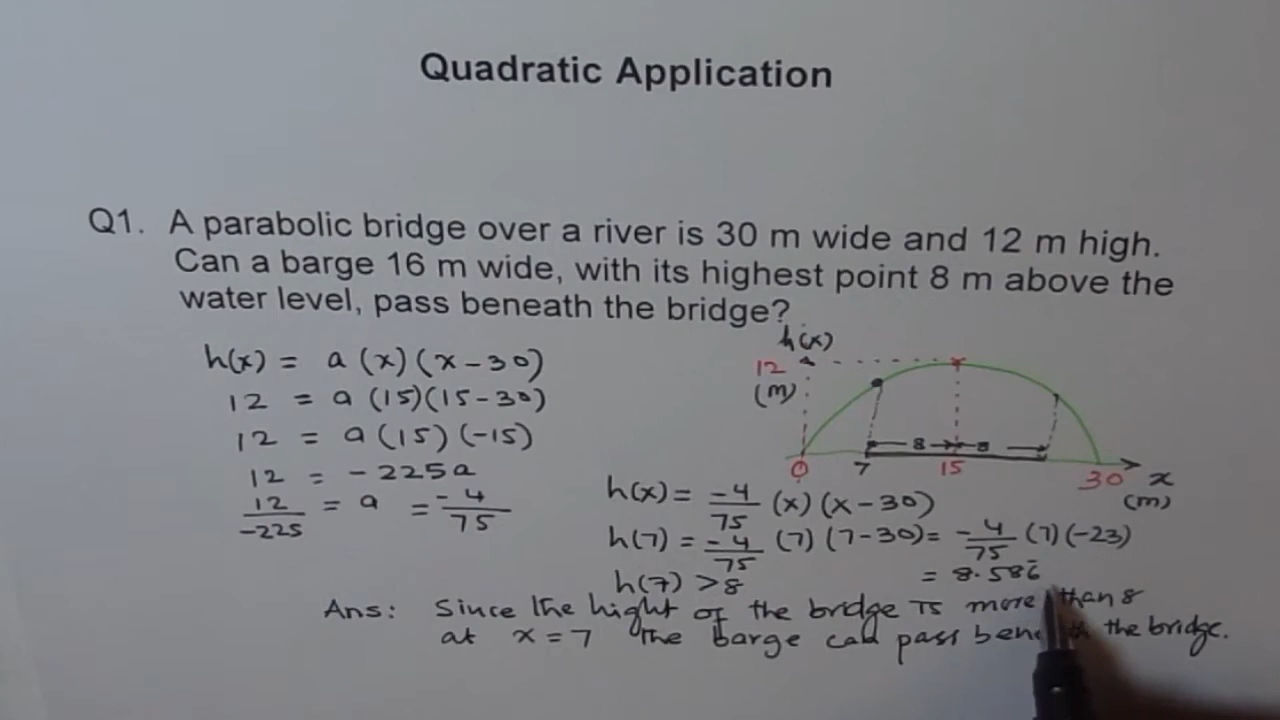 Quadratic Application
Q1. A parabolic bridge over a river is 30 m wide and 12 m high.
Can a barge 16 m wide, with its highest point 8 m above the
water level, pass beneath the bridge?
h(x) = a (x)(x-30)
12 = a (15)(15-30)
12 = a (15) (-15)
12 = -225a
12/-225 = a = -4/75
h(x)
12
(m)
8 8
0 7 15 30 x
(m)
h(x) = -4/75 (x) (x-30)
h(7) = -4/75 (7) (7-30) = -4/75 (7)(-23)
= 8.586̄
h(7) > 8
Ans: Since the hight of the bridge is more than 8
at x = 7 the barge can pass the bridge.